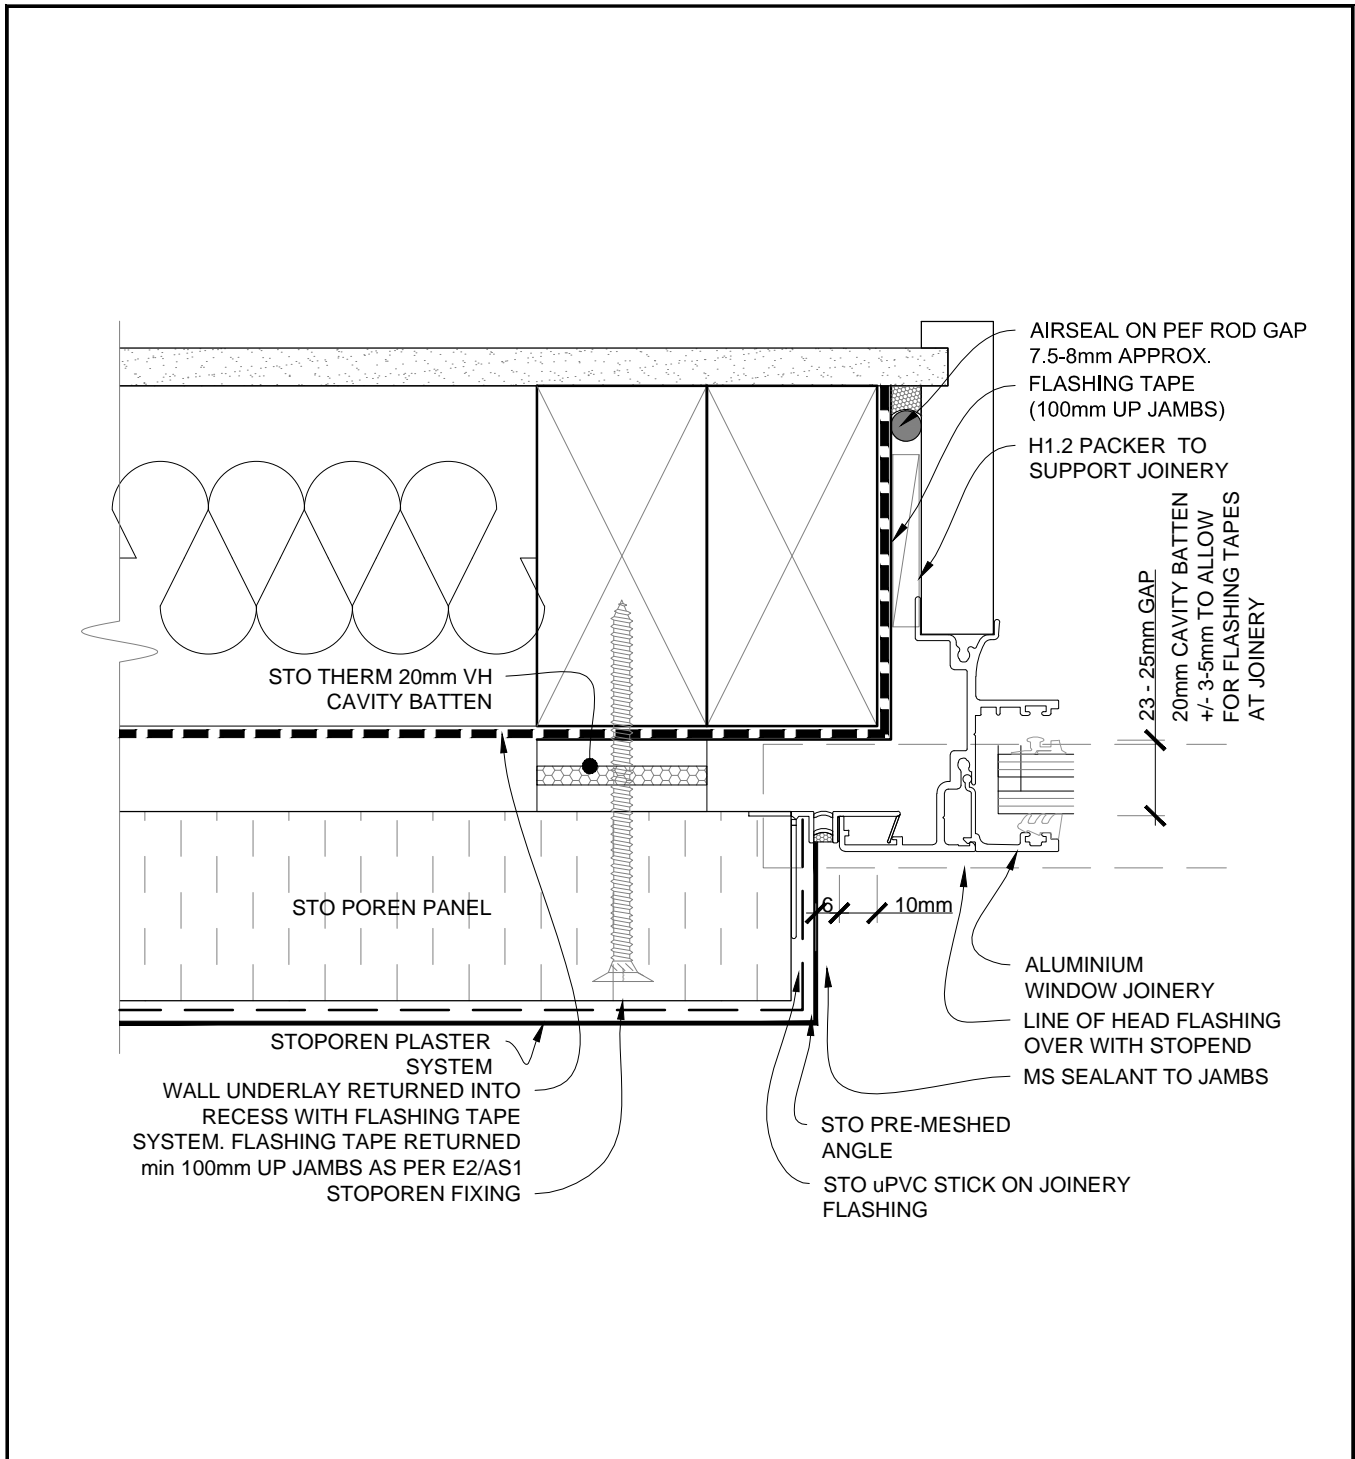 AIRSEAL ON PEF ROD GAP
7.5-8mm APPROX.
FLASHING TAPE
(100mm UP JAMBS)
H1.2 PACKER TO
SUPPORT JOINERY
23 - 25mm GAP
20mm CAVITY BATTEN
+/- 3-5mm TO ALLOW
FOR FLASHING TAPES
AT JOINERY
STO THERM 20mm VH
CAVITY BATTEN
STO POREN PANEL
6
10mm
ALUMINIUM
WINDOW JOINERY
LINE OF HEAD FLASHING
OVER WITH STOPEND
MS SEALANT TO JAMBS
STOPOREN PLASTER
SYSTEM
WALL UNDERLAY RETURNED INTO
RECESS WITH FLASHING TAPE
SYSTEM. FLASHING TAPE RETURNED
min 100mm UP JAMBS AS PER E2/AS1
STOPOREN FIXING
STO PRE-MESHED
ANGLE
STO uPVC STICK ON JOINERY
FLASHING